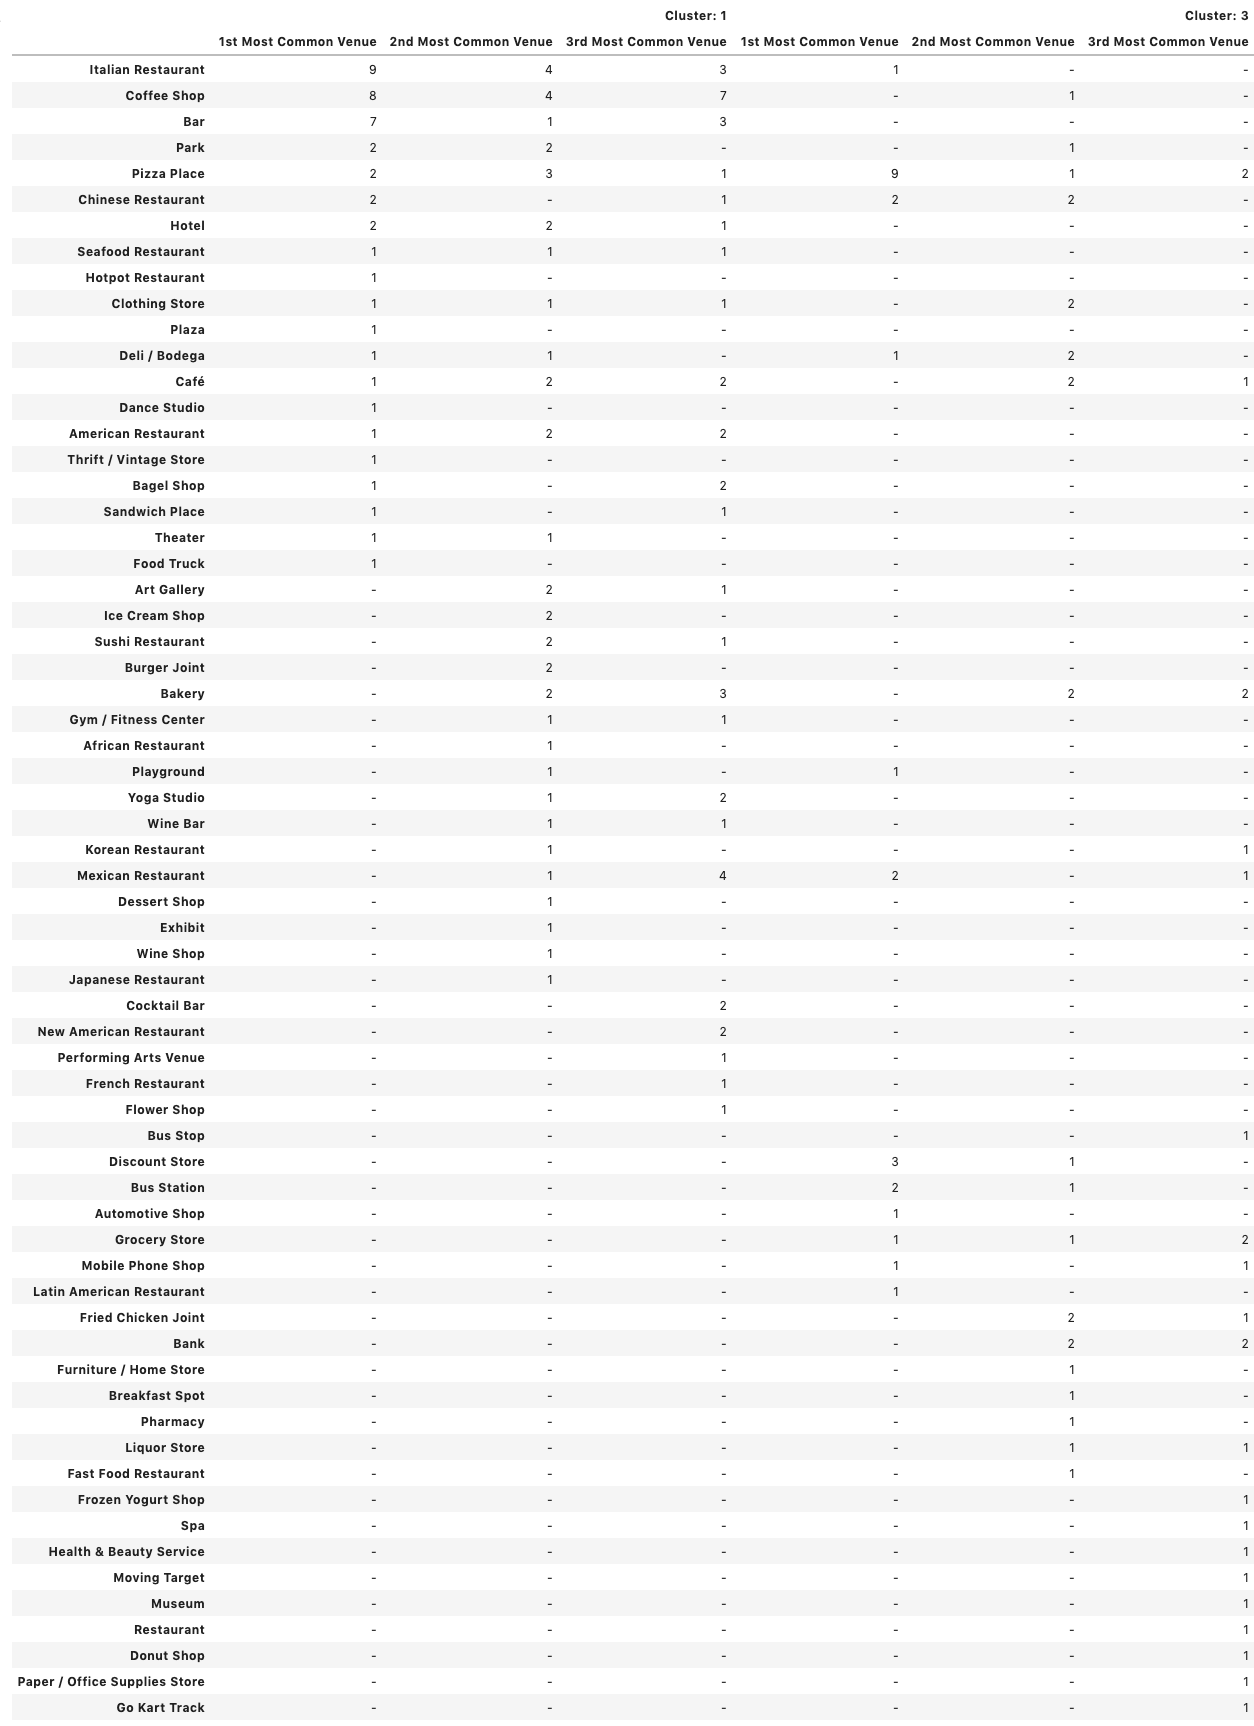 Cluster: 1 Cluster: 3
1st Most Common Venue 2nd Most Common Venue 3rd Most Common Venue 1st Most Common Venue 2nd Most Common Venue 3rd Most Common Venue
Italian Restaurant 9 4 3 1 - -
Coffee Shop 8 4 7 - 1 -
Bar 7 1 3 - - -
Park 2 2 - - 1 -
Pizza Place 2 3 1 9 1 2
Chinese Restaurant 2 - 1 2 2 -
Hotel 2 2 1 - - -
Seafood Restaurant 1 1 1 - - -
Hotpot Restaurant 1 - - - - -
Clothing Store 1 1 1 - 2 -
Plaza 1 - - - - -
Deli / Bodega 1 1 - 1 2 -
Café 1 2 2 - 2 1
Dance Studio 1 - - - - -
American Restaurant 1 2 2 - - -
Thrift / Vintage Store 1 - - - - -
Bagel Shop 1 - 2 - - -
Sandwich Place 1 - 1 - - -
Theater 1 1 - - - -
Food Truck 1 - - - - -
Art Gallery - 2 1 - - -
Ice Cream Shop - 2 - - - -
Sushi Restaurant - 2 1 - - -
Burger Joint - 2 - - - -
Bakery - 2 3 - 2 2
Gym / Fitness Center - 1 1 - - -
African Restaurant - 1 - - - -
Playground - 1 - 1 - -
Yoga Studio - 1 2 - - -
Wine Bar - 1 1 - - -
Korean Restaurant - 1 - - - 1
Mexican Restaurant - 1 4 2 - 1
Dessert Shop - 1 - - - -
Exhibit - 1 - - - -
Wine Shop - 1 - - - -
Japanese Restaurant - 1 - - - -
Cocktail Bar - - 2 - - -
New American Restaurant - - 2 - - -
Performing Arts Venue - - 1 - - -
French Restaurant - - 1 - - -
Flower Shop - - 1 - - -
Bus Stop - - - - - 1
Discount Store - - - 3 1 -
Bus Station - - - 2 1 -
Automotive Shop - - - 1 - -
Grocery Store - - - 1 1 2
Mobile Phone Shop - - - 1 - 1
Latin American Restaurant - - - 1 - -
Fried Chicken Joint - - - - 2 1
Bank - - - - 2 2
Furniture / Home Store - - - - 1 -
Breakfast Spot - - - - 1 -
Pharmacy - - - - 1 -
Liquor Store - - - - 1 1
Fast Food Restaurant - - - - 1 -
Frozen Yogurt Shop - - - - - 1
Spa - - - - - 1
Health & Beauty Service - - - - - 1
Moving Target - - - - - 1
Museum - - - - - 1
Restaurant - - - - - 1
Donut Shop - - - - - 1
Paper / Office Supplies Store - - - - - 1
Go Kart Track - - - - - 1